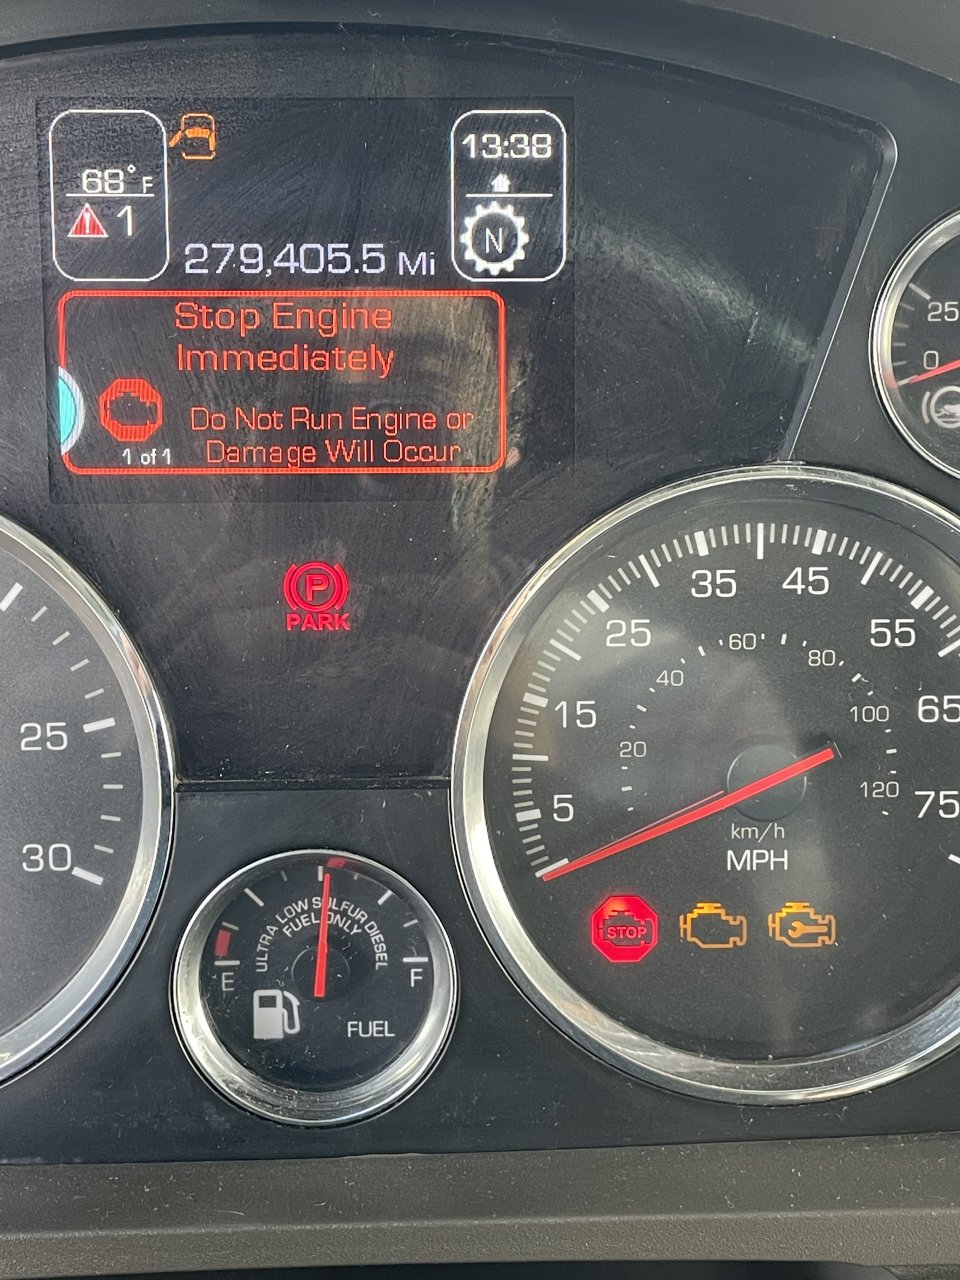 13:38
68°F
1
N
279,405.5 Mi
Stop Engine
Immediately
Do Not Run Engine or
Damage Will Occur
1 of 1
P
PARK
25
0
25
30
5
15
25
35
45
55
65
75
20
40
60
80
100
120
km/h
MPH
STOP
ULTRA LOW SULFUR DIESEL
FUEL ONLY
E
F
FUEL